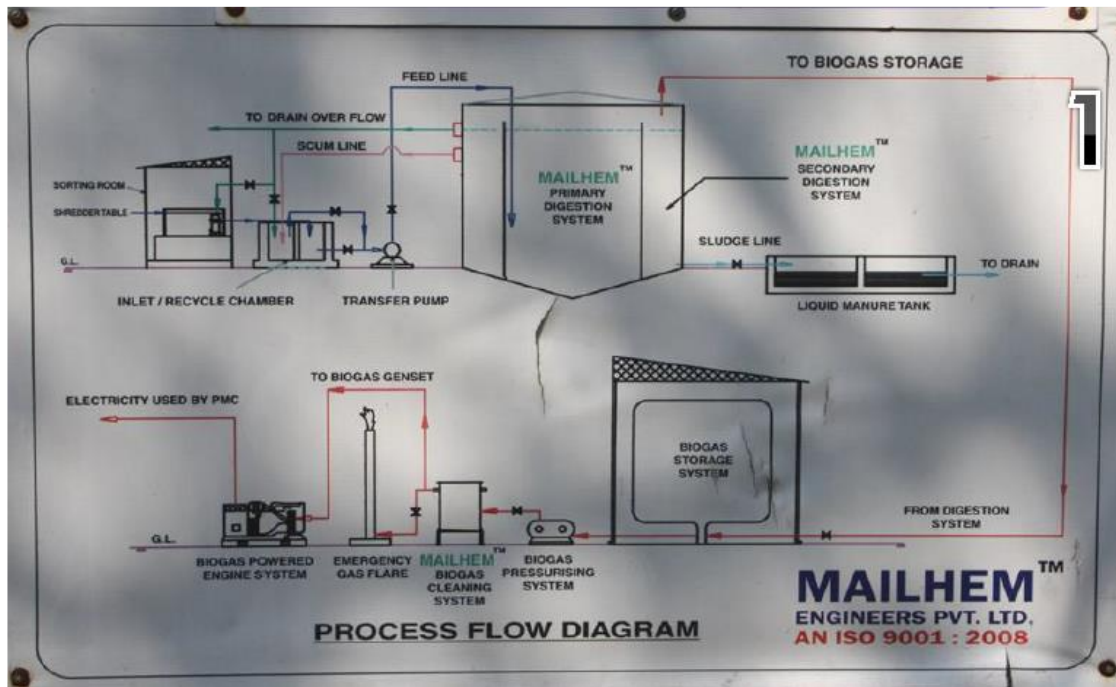 TO BIOGAS STORAGE
1
FEED LINE
TO DRAIN OVER FLOW
SCUM LINE
SORTING ROOM
SHREDDER TABLE
G.L.
INLET / RECYCLE CHAMBER
TRANSFER PUMP
MAILHEM™
PRIMARY
DIGESTION
SYSTEM
MAILHEM™
SECONDARY
DIGESTION
SYSTEM
SLUDGE LINE
TO DRAIN
LIQUID MANURE TANK
TO BIOGAS GENSET
ELECTRICITY USED BY PMC
BIOGAS
STORAGE
SYSTEM
FROM DIGESTION
SYSTEM
G.L.
BIOGAS POWERED
ENGINE SYSTEM
EMERGENCY
GAS FLARE
MAILHEM™
BIOGAS
CLEANING
SYSTEM
BIOGAS
PRESSURISING
SYSTEM
PROCESS FLOW DIAGRAM
MAILHEM™
ENGINEERS PVT. LTD.
AN ISO 9001 : 2008